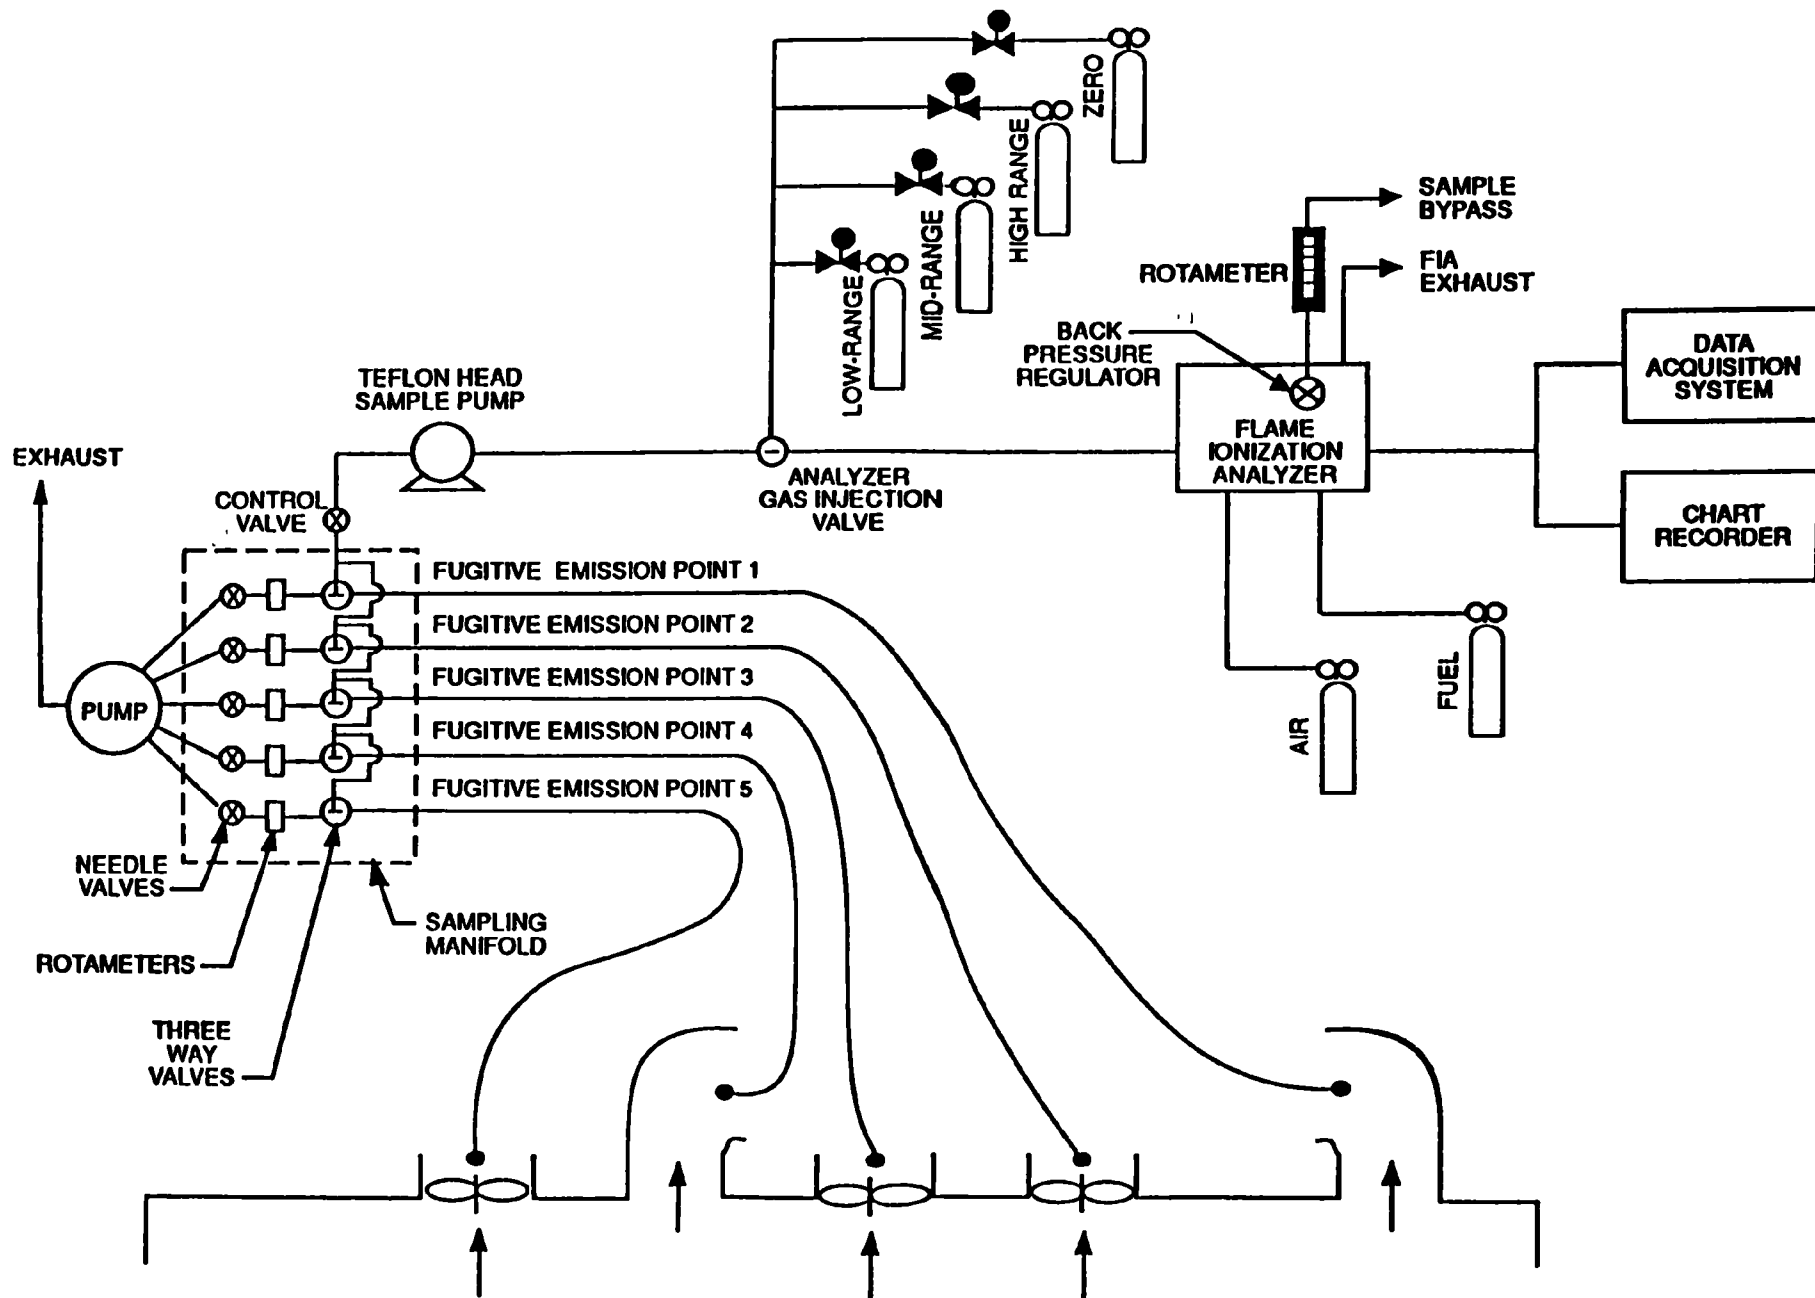 ZERO
HIGH RANGE
MID-RANGE
LOW-RANGE
SAMPLE
BYPASS
ROTAMETER
FIA
EXHAUST
BACK
PRESSURE
REGULATOR
DATA
ACQUISITION
SYSTEM
TEFLON HEAD
SAMPLE PUMP
FLAME
IONIZATION
ANALYZER
EXHAUST
ANALYZER
GAS INJECTION
VALVE
CONTROL
VALVE
CHART
RECORDER
FUGITIVE EMISSION POINT 1
FUGITIVE EMISSION POINT 2
FUGITIVE EMISSION POINT 3
FUGITIVE EMISSION POINT 4
FUGITIVE EMISSION POINT 5
PUMP
FUEL
AIR
NEEDLE
VALVES
SAMPLING
MANIFOLD
ROTAMETERS
THREE
WAY
VALVES